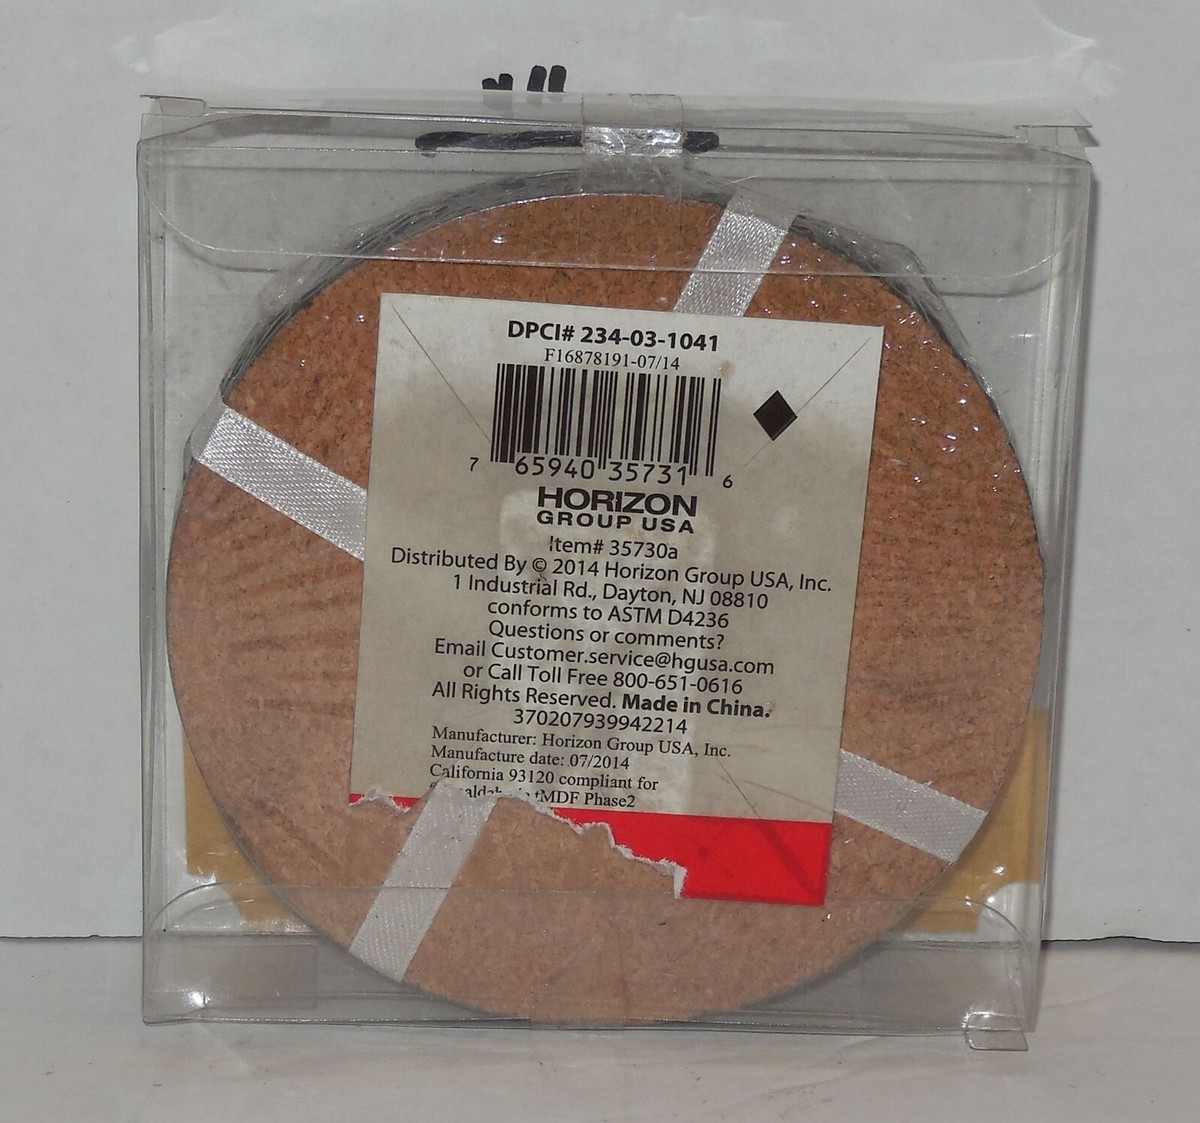 DPCI# 234-03-1041
F16878191-07/14
7 65940 35731 6
HORIZON
GROUP USA
Item# 35730a
Distributed By © 2014 Horizon Group USA, Inc.
1 Industrial Rd., Dayton, NJ 08810
conforms to ASTM D4236
Questions or comments?
Email Customer.service@hgusa.com
or Call Toll Free 800-651-0616
All Rights Reserved. Made in China.
370207939942214
Manufacturer: Horizon Group USA, Inc.
Manufacture date: 07/2014
California 93120 compliant for
tMDF Phase2